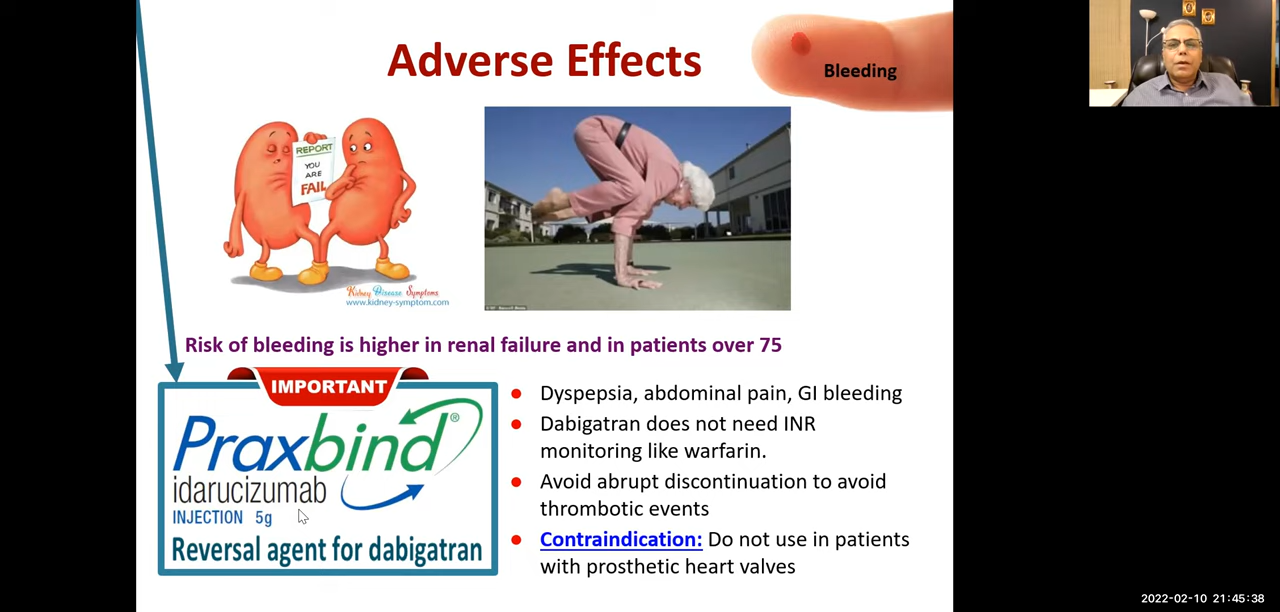 Adverse Effects
Bleeding
REPORT
YOU
ARE
FAIL
Kidney Disease Symptoms
www.kidney-symptom.com
Risk of bleeding is higher in renal failure and in patients over 75
IMPORTANT
Praxbind®
idarucizumab
INJECTION 5g
Reversal agent for dabigatran
• Dyspepsia, abdominal pain, GI bleeding
• Dabigatran does not need INR
monitoring like warfarin.
• Avoid abrupt discontinuation to avoid
thrombotic events
• Contraindication: Do not use in patients
with prosthetic heart valves
2022-02-10 21:45:38